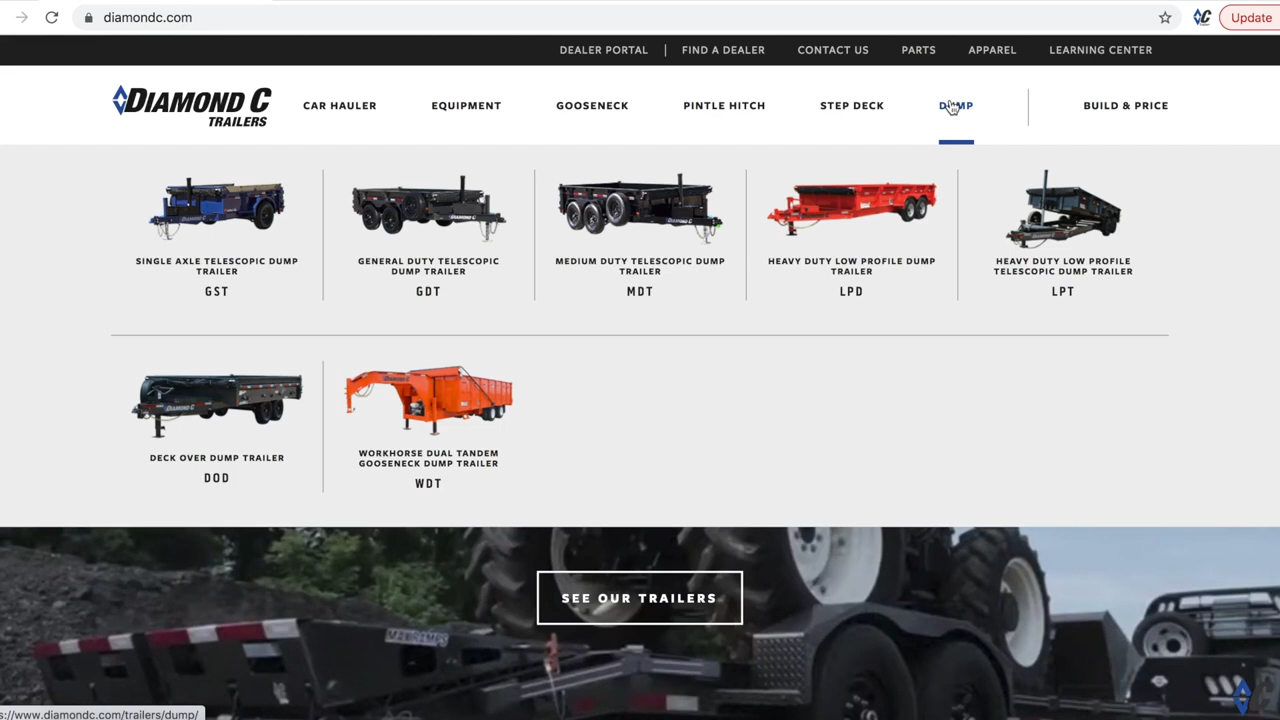 diamondc.com
Update
DEALER PORTAL | FIND A DEALER CONTACT US PARTS APPAREL LEARNING CENTER
DIAMOND C
TRAILERS
CAR HAULER EQUIPMENT GOOSENECK PINTLE HITCH STEP DECK DUMP BUILD & PRICE
SINGLE AXLE TELESCOPIC DUMP
TRAILER
GST
GENERAL DUTY TELESCOPIC
DUMP TRAILER
GDT
MEDIUM DUTY TELESCOPIC DUMP
TRAILER
MDT
HEAVY DUTY LOW PROFILE DUMP
TRAILER
LPD
HEAVY DUTY LOW PROFILE
TELESCOPIC DUMP TRAILER
LPT
DECK OVER DUMP TRAILER
DOD
DIAMOND C
WORKHORSE DUAL TANDEM
GOOSENECK DUMP TRAILER
WDT
SEE OUR TRAILERS
MAX RAMPS
s://www.diamondc.com/trailers/dump/